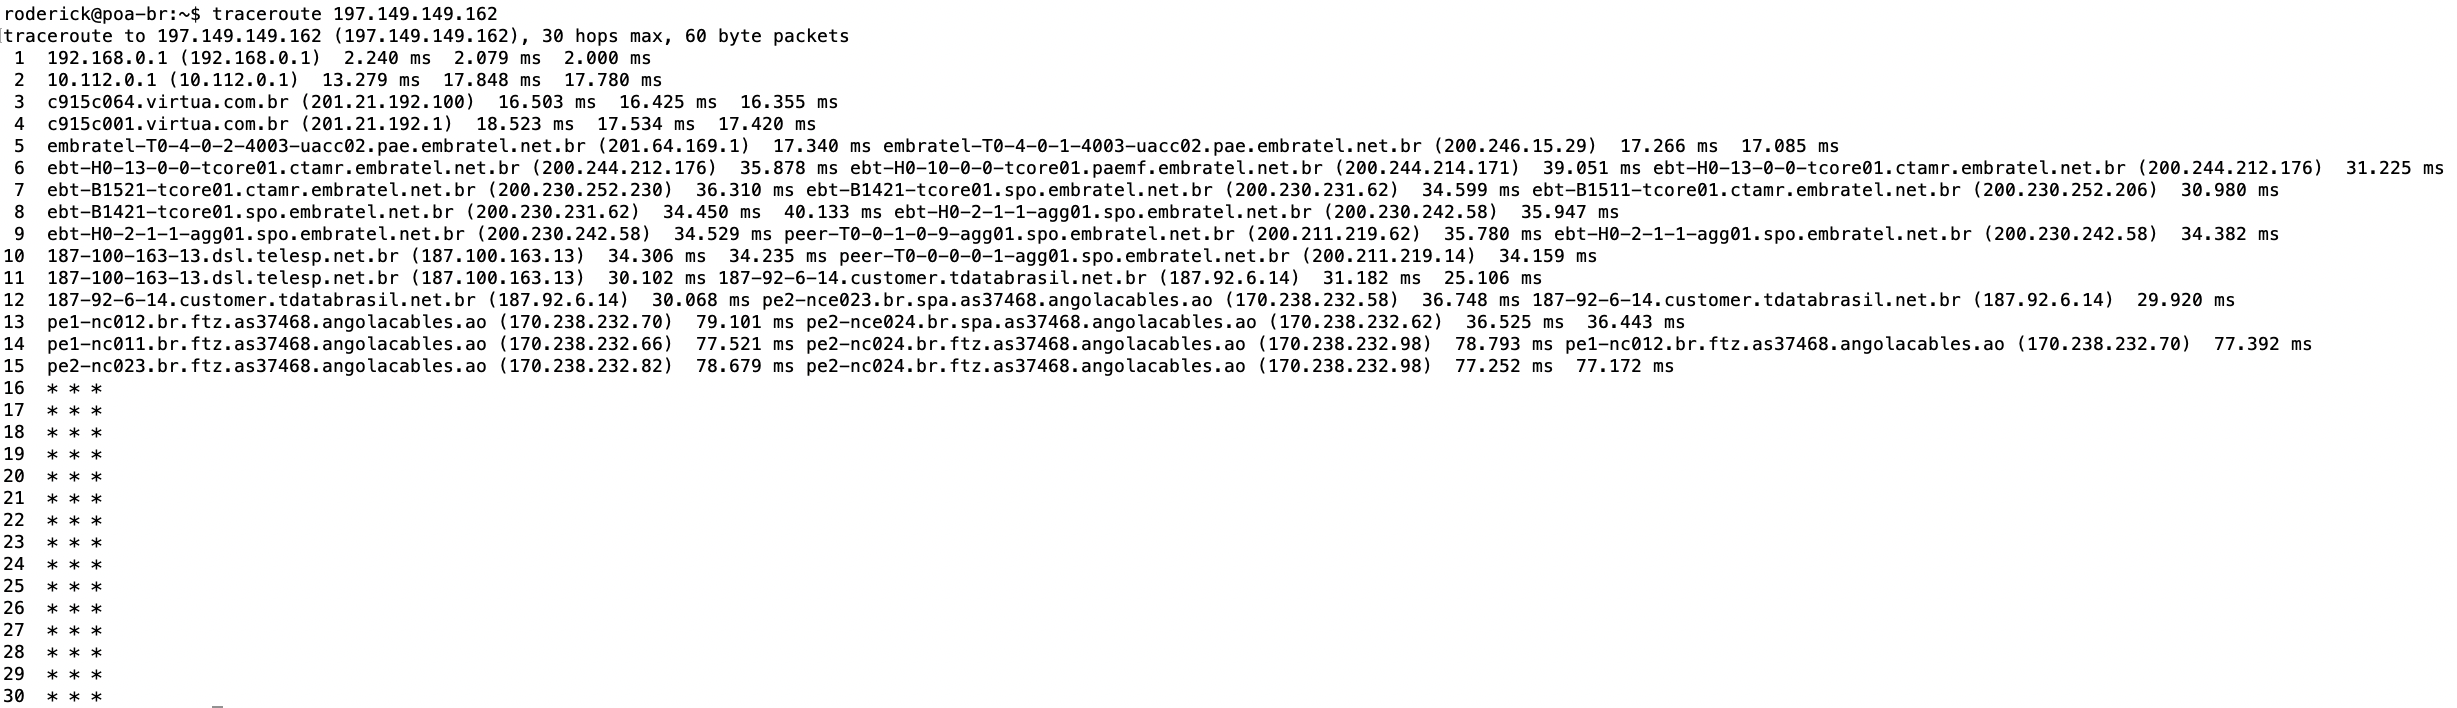 roderick@poa-br:~$ traceroute 197.149.149.162
traceroute to 197.149.149.162 (197.149.149.162), 30 hops max, 60 byte packets
 1  192.168.0.1 (192.168.0.1)  2.240 ms  2.079 ms  2.000 ms
 2  10.112.0.1 (10.112.0.1)  13.279 ms  17.848 ms  17.780 ms
 3  c915c064.virtua.com.br (201.21.192.100)  16.503 ms  16.425 ms  16.355 ms
 4  c915c001.virtua.com.br (201.21.192.1)  18.523 ms  17.534 ms  17.420 ms
 5  embratel-T0-4-0-2-4003-uacc02.pae.embratel.net.br (201.64.169.1)  17.340 ms embratel-T0-4-0-1-4003-uacc02.pae.embratel.net.br (200.246.15.29)  17.266 ms  17.085 ms
 6  ebt-H0-13-0-0-tcore01.ctamr.embratel.net.br (200.244.212.176)  35.878 ms ebt-H0-10-0-0-tcore01.paemf.embratel.net.br (200.244.214.171)  39.051 ms ebt-H0-13-0-0-tcore01.ctamr.embratel.net.br (200.244.212.176)  31.225 ms
 7  ebt-B1521-tcore01.ctamr.embratel.net.br (200.230.252.230)  36.310 ms ebt-B1421-tcore01.spo.embratel.net.br (200.230.231.62)  34.599 ms ebt-B1511-tcore01.ctamr.embratel.net.br (200.230.252.206)  30.980 ms
 8  ebt-B1421-tcore01.spo.embratel.net.br (200.230.231.62)  34.450 ms  40.133 ms ebt-H0-2-1-1-agg01.spo.embratel.net.br (200.230.242.58)  35.947 ms
 9  ebt-H0-2-1-1-agg01.spo.embratel.net.br (200.230.242.58)  34.529 ms peer-T0-0-1-0-9-agg01.spo.embratel.net.br (200.211.219.62)  35.780 ms ebt-H0-2-1-1-agg01.spo.embratel.net.br (200.230.242.58)  34.382 ms
10  187-100-163-13.dsl.telesp.net.br (187.100.163.13)  34.306 ms  34.235 ms peer-T0-0-0-0-1-agg01.spo.embratel.net.br (200.211.219.14)  34.159 ms
11  187-100-163-13.dsl.telesp.net.br (187.100.163.13)  30.102 ms 187-92-6-14.customer.tdatabrasil.net.br (187.92.6.14)  31.182 ms  25.106 ms
12  187-92-6-14.customer.tdatabrasil.net.br (187.92.6.14)  30.068 ms pe2-nce023.br.spa.as37468.angolacables.ao (170.238.232.58)  36.748 ms 187-92-6-14.customer.tdatabrasil.net.br (187.92.6.14)  29.920 ms
13  pe1-nc012.br.ftz.as37468.angolacables.ao (170.238.232.70)  79.101 ms pe2-nce024.br.spa.as37468.angolacables.ao (170.238.232.62)  36.525 ms  36.443 ms
14  pe1-nc011.br.ftz.as37468.angolacables.ao (170.238.232.66)  77.521 ms pe2-nc024.br.ftz.as37468.angolacables.ao (170.238.232.98)  78.793 ms pe1-nc012.br.ftz.as37468.angolacables.ao (170.238.232.70)  77.392 ms
15  pe2-nc023.br.ftz.as37468.angolacables.ao (170.238.232.82)  78.679 ms pe2-nc024.br.ftz.as37468.angolacables.ao (170.238.232.98)  77.252 ms  77.172 ms
16  * * *
17  * * *
18  * * *
19  * * *
20  * * *
21  * * *
22  * * *
23  * * *
24  * * *
25  * * *
26  * * *
27  * * *
28  * * *
29  * * *
30  * * *